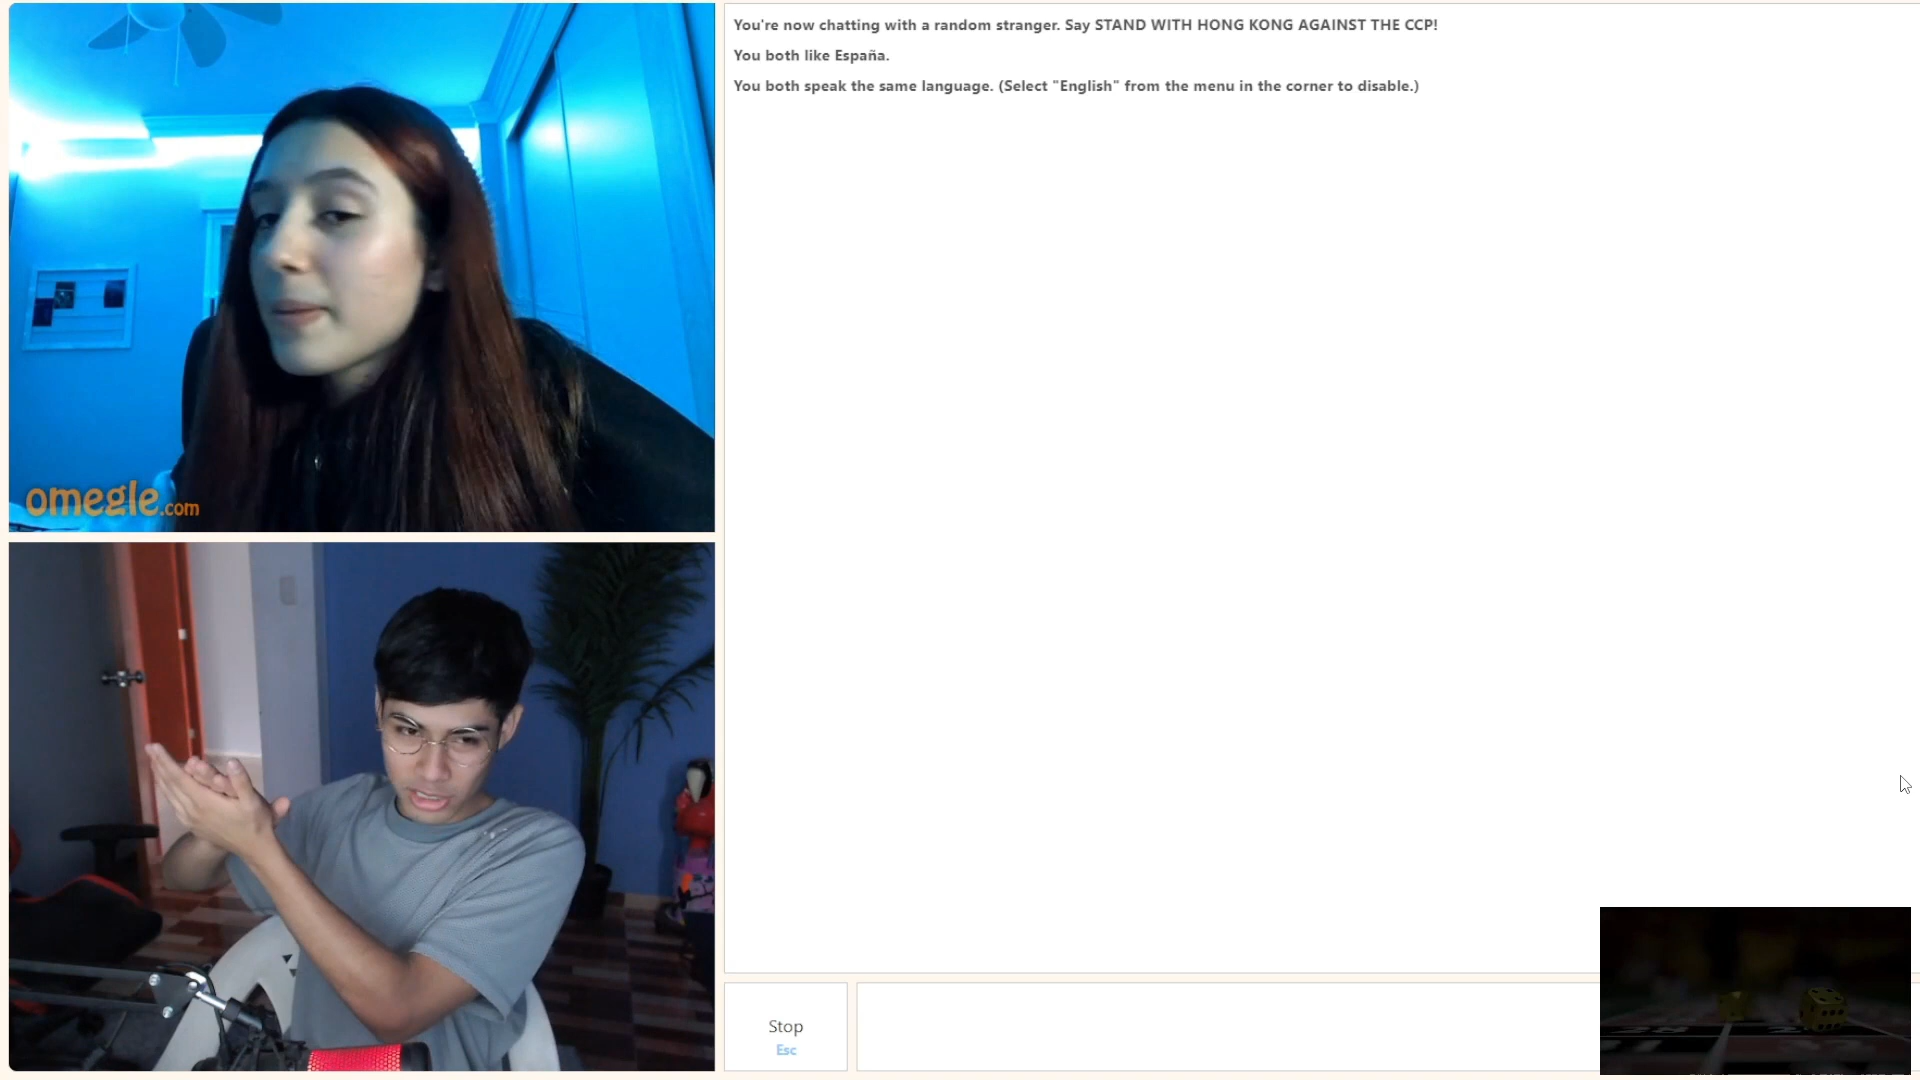 You're now chatting with a random stranger. Say STAND WITH HONG KONG AGAINST THE CCP!
You both like España.
You both speak the same language. (Select "English" from the menu in the corner to disable.)
omegle.com
Stop
Esc